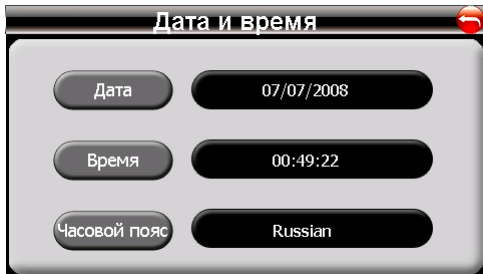 Дата и время
Дата 07/07/2008
Время 00:49:22
Часовой пояс Russian